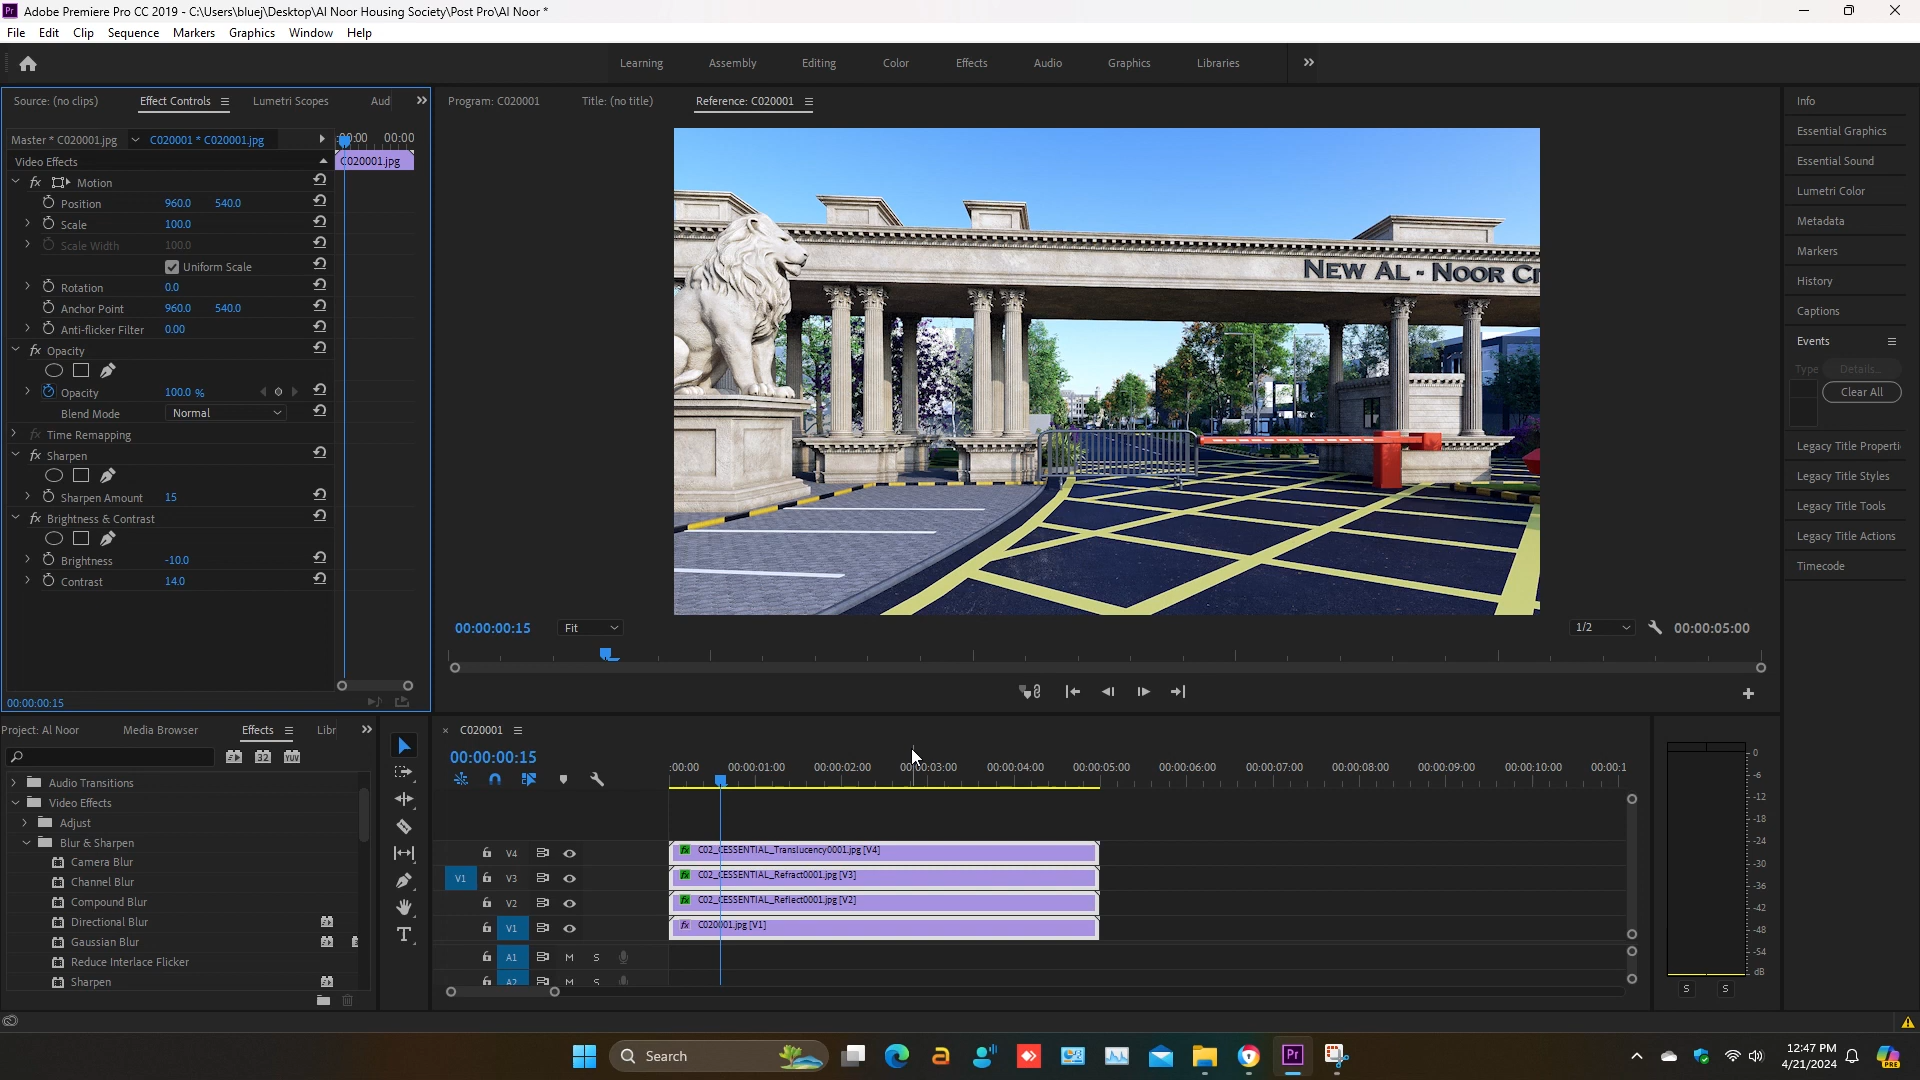 Adobe Premiere Pro CC 2019 - C:\Users\bluej\Desktop\Al Noor Housing Society\Post Pro\Al Noor *
File Edit Clip Sequence Markers Graphics Window Help
Learning Assembly Editing Color Effects Audio Graphics Libraries
Source: (no clips) Effect Controls Lumetri Scopes Aud
Program: C020001 Title: (no title) Reference: C020001
Master * C020001.jpg C020001 * C020001.jpg :00:00 00:00
Video Effects C020001.jpg
Motion
Position 960.0 540.0
Scale 100.0
Scale Width 100.0
Uniform Scale
Rotation 0.0
Anchor Point 960.0 540.0
Anti-flicker Filter 0.00
Opacity
Opacity 100.0 %
Blend Mode Normal
Time Remapping
Sharpen
Sharpen Amount 15
Brightness & Contrast
Brightness -10.0
Contrast 14.0
00:00:00:15
NEW AL - NOOR CI
00:00:00:15 Fit 1/2 00:00:05:00
Info
Essential Graphics
Essential Sound
Lumetri Color
Metadata
Markers
History
Captions
Events
Type Details...
Clear All
Legacy Title Properti
Legacy Title Styles
Legacy Title Tools
Legacy Title Actions
Timecode
Project: Al Noor Media Browser Effects Libr
32 YUV
Audio Transitions
Video Effects
Adjust
Blur & Sharpen
Camera Blur
Channel Blur
Compound Blur
Directional Blur
Gaussian Blur
Reduce Interlace Flicker
Sharpen
C020001
00:00:00:15
:00:00 00:00:01:00 00:00:02:00 00:00:03:00 00:00:04:00 00:00:05:00 00:00:06:00 00:00:07:00 00:00:08:00 00:00:09:00 00:00:10:00 00:00:1
V4 C02_CESSENTIAL_Translucency0001.jpg [V4]
V1 V3 C02_CESSENTIAL_Refract0001.jpg [V3]
V2 C02_CESSENTIAL_Reflect0001.jpg [V2]
V1 C020001.jpg [V1]
A1 M S
A2 M S
0
-6
-12
-18
-24
-30
-36
-42
-48
-54
dB
S S
Search
12:47 PM
4/21/2024